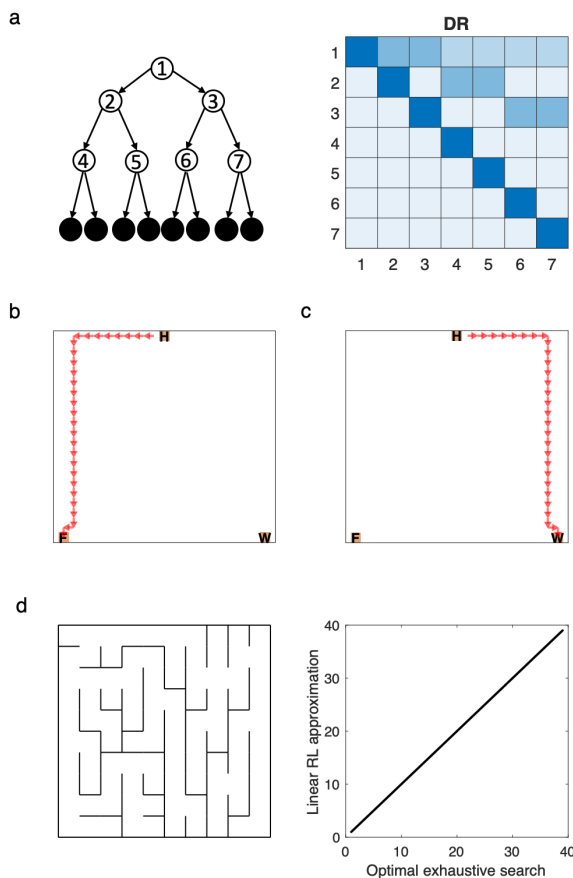 a
1
2
3
4
5
6
7
DR
1
2
3
4
5
6
7
1 2 3 4 5 6 7
b
H
F
W
c
H
F
W
d
40
30
20
10
0
0 10 20 30 40
Linear RL approximation
Optimal exhaustive search